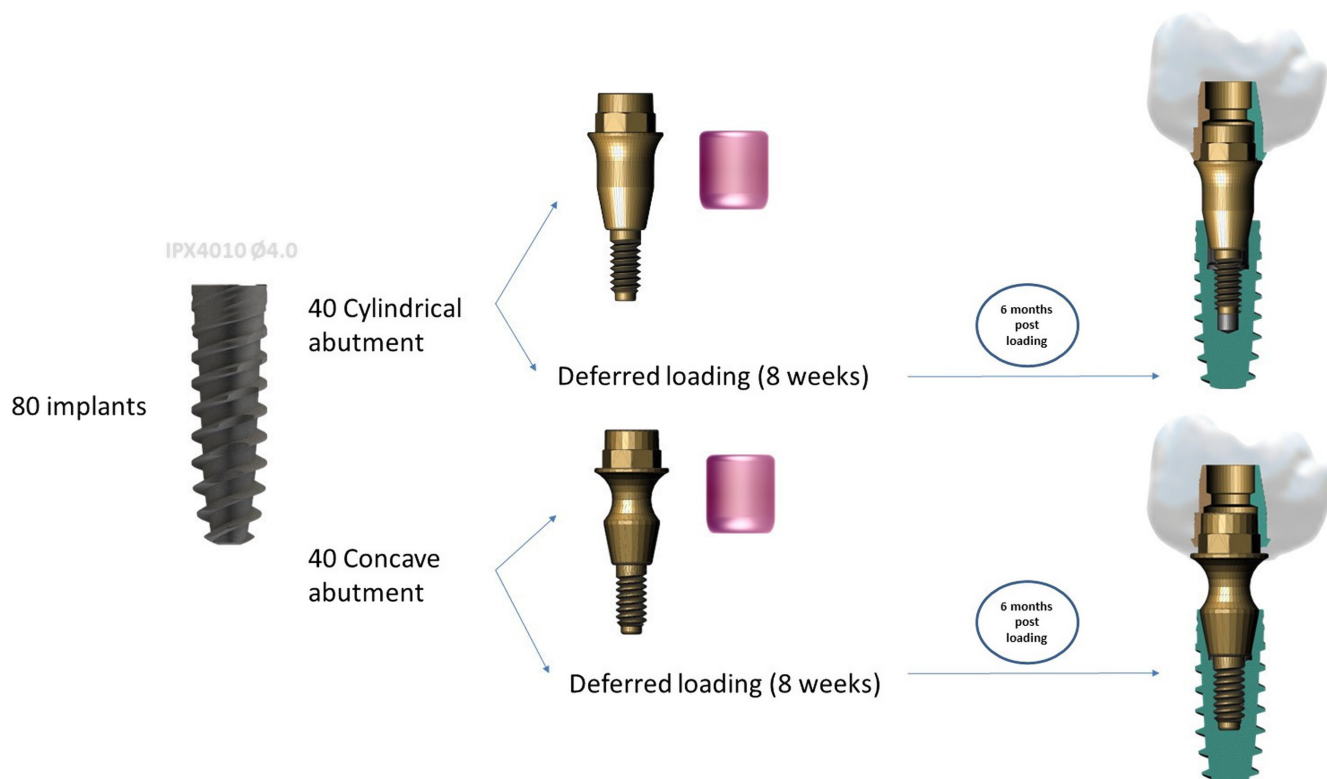 IPX4010 Ø4.0
80 implants
40 Cylindrical
abutment
Deferred loading (8 weeks)
6 months
post
loading
40 Concave
abutment
Deferred loading (8 weeks)
6 months
post
loading